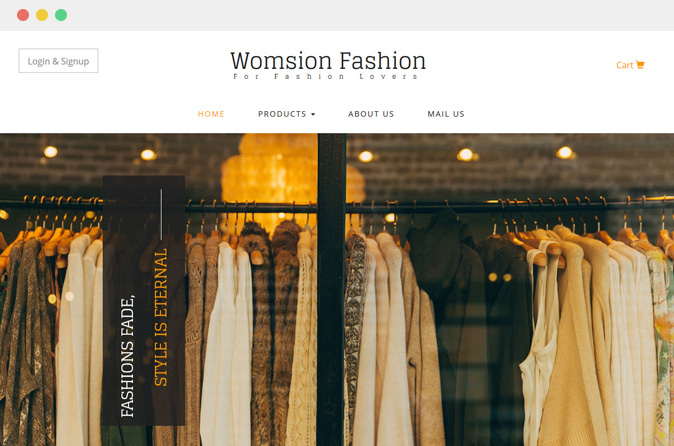 Login & Signup
Womsion Fashion
For Fashion Lovers
Cart
HOME
PRODUCTS
ABOUT US
MAIL US
FASHIONS FADE,
STYLE IS ETERNAL